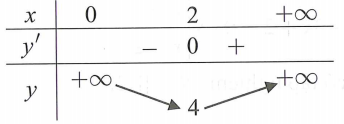 x 0 2 +∞
y′ − 0 +
y +∞ 4 +∞